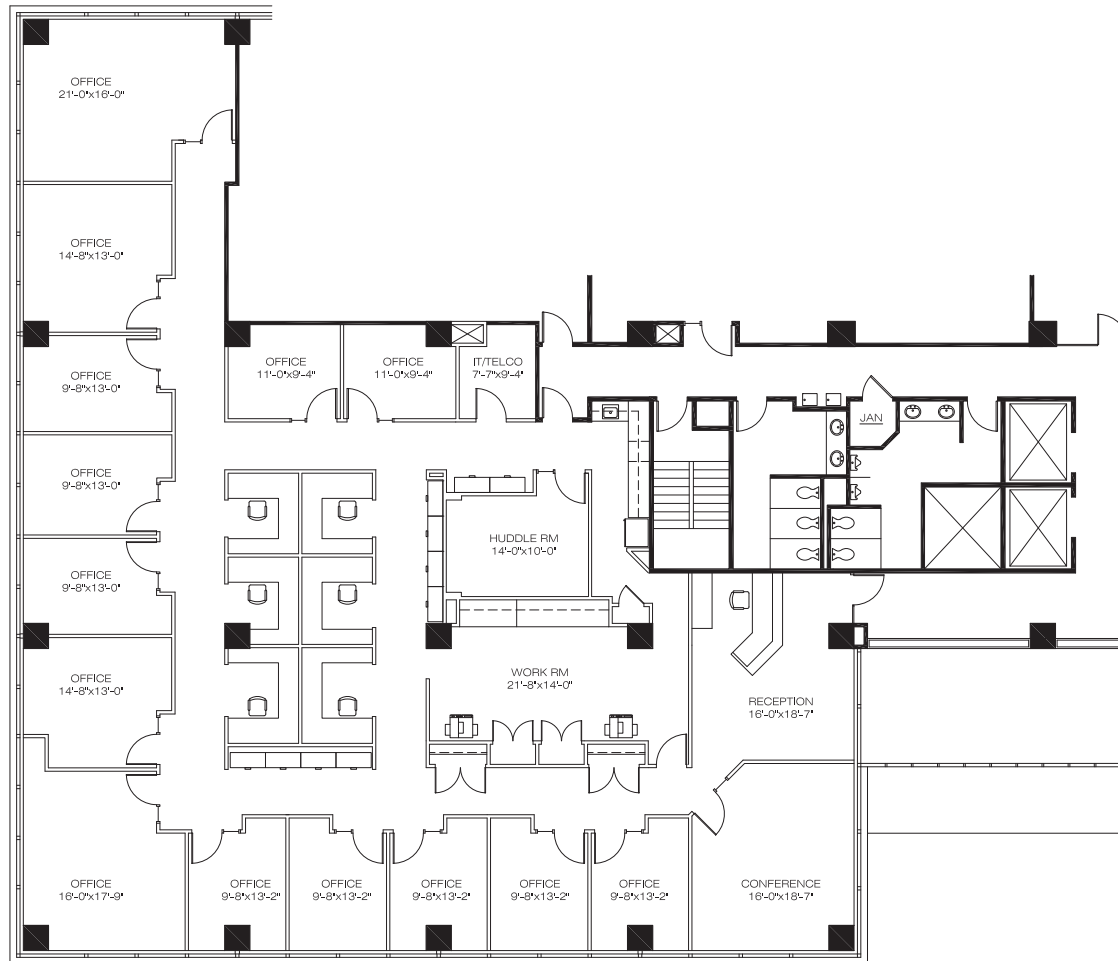 OFFICE
21'-0"x16'-0"
OFFICE
14'-8"x13'-0"
OFFICE
9'-8"x13'-0"
OFFICE
11'-0"x9'-4"
OFFICE
11'-0"x9'-4"
IT/TELCO
7'-7"x9'-4"
JAN
OFFICE
9'-8"x13'-0"
HUDDLE RM
14'-0"x10'-0"
OFFICE
9'-8"x13'-0"
OFFICE
14'-8"x13'-0"
WORK RM
21'-8"x14'-0"
RECEPTION
16'-0"x18'-7"
OFFICE
16'-0"x17'-9"
OFFICE
9'-8"x13'-2"
OFFICE
9'-8"x13'-2"
OFFICE
9'-8"x13'-2"
OFFICE
9'-8"x13'-2"
OFFICE
9'-8"x13'-2"
CONFERENCE
16'-0"x18'-7"